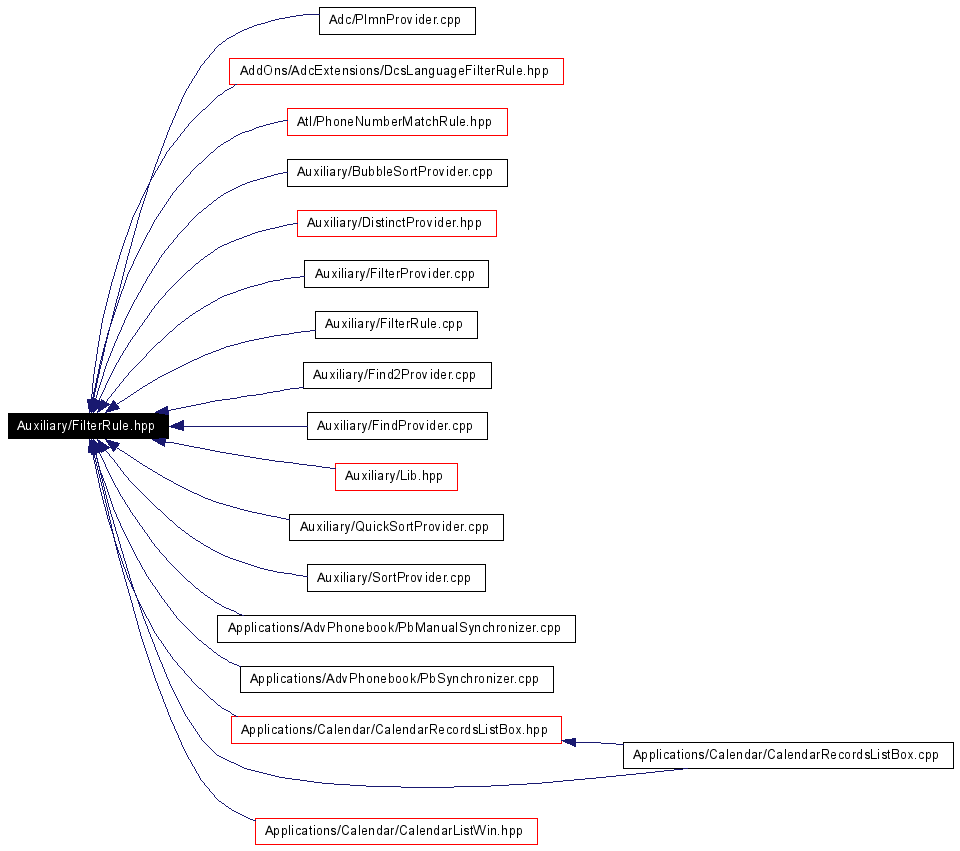 Adc/PlmnProvider.cpp
AddOns/AdcExtensions/DcsLanguageFilterRule.hpp
Atl/PhoneNumberMatchRule.hpp
Auxiliary/BubbleSortProvider.cpp
Auxiliary/DistinctProvider.hpp
Auxiliary/FilterProvider.cpp
Auxiliary/FilterRule.cpp
Auxiliary/Find2Provider.cpp
Auxiliary/FilterRule.hpp
Auxiliary/FindProvider.cpp
Auxiliary/Lib.hpp
Auxiliary/QuickSortProvider.cpp
Auxiliary/SortProvider.cpp
Applications/AdvPhonebook/PbManualSynchronizer.cpp
Applications/AdvPhonebook/PbSynchronizer.cpp
Applications/Calendar/CalendarRecordsListBox.hpp
Applications/Calendar/CalendarRecordsListBox.cpp
Applications/Calendar/CalendarListWin.hpp